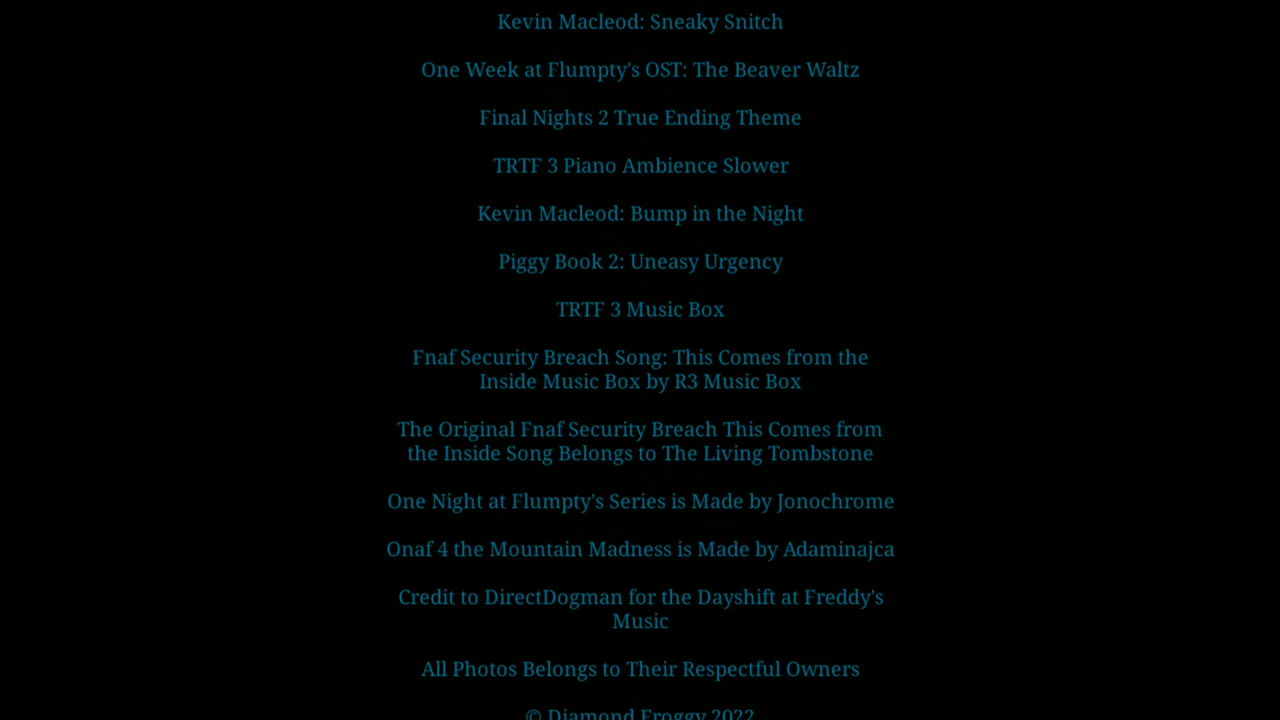 Kevin Macleod: Sneaky Snitch
One Week at Flumpty's OST: The Beaver Waltz
Final Nights 2 True Ending Theme
TRTF 3 Piano Ambience Slower
Kevin Macleod: Bump in the Night
Piggy Book 2: Uneasy Urgency
TRTF 3 Music Box
Fnaf Security Breach Song: This Comes from the
Inside Music Box by R3 Music Box
The Original Fnaf Security Breach This Comes from
the Inside Song Belongs to The Living Tombstone
One Night at Flumpty's Series is Made by Jonochrome
Onaf 4 the Mountain Madness is Made by Adaminajca
Credit to DirectDogman for the Dayshift at Freddy's
Music
All Photos Belongs to Their Respectful Owners
© Diamond Froggy 2022